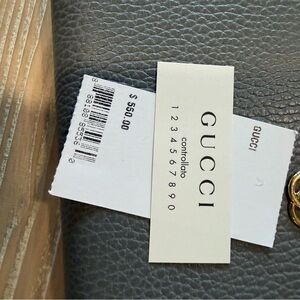 $ 550.00
GUCCI
GUCCI
controllato
1 2 3 4 5 6 7 8 9 0